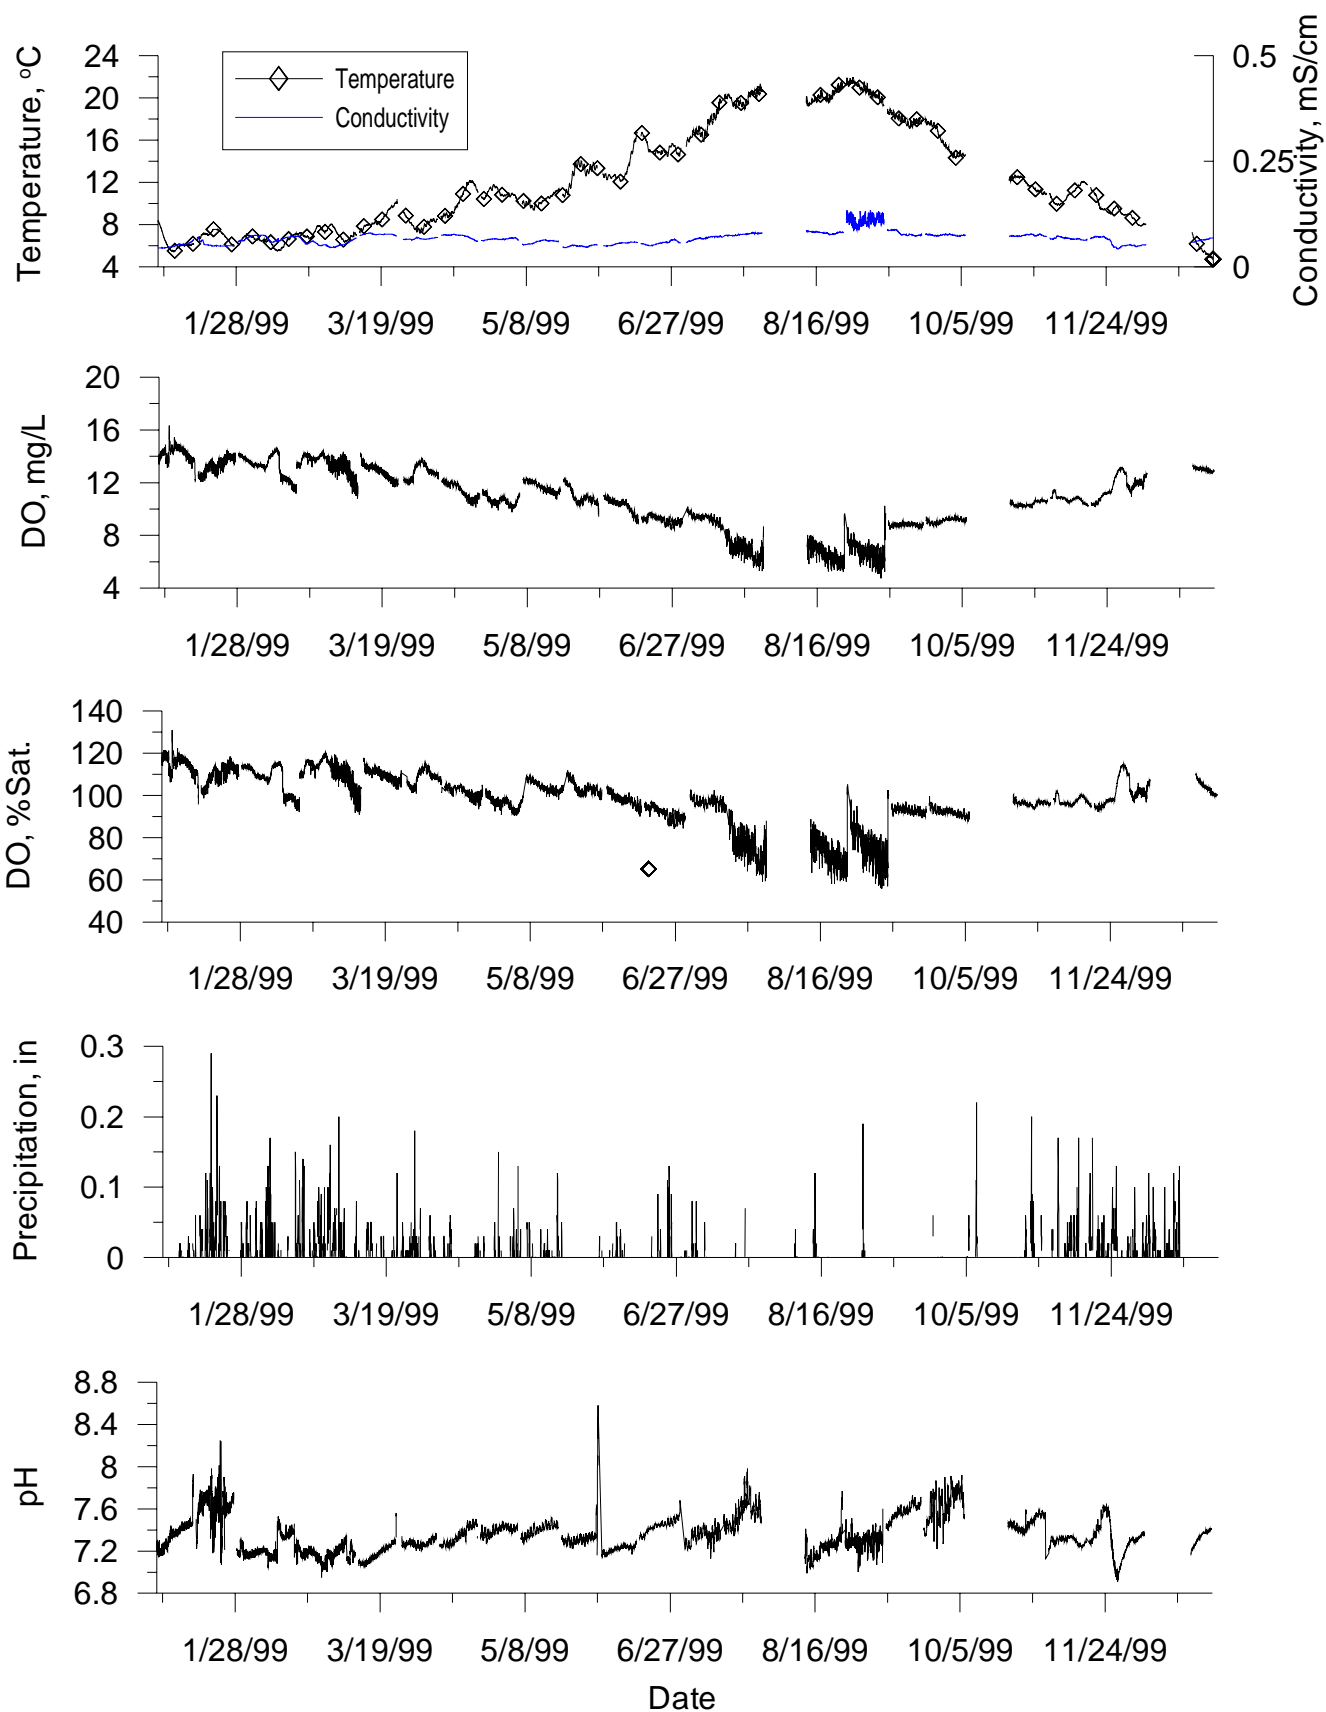 Temperature, °C
24
20
16
12
8
4
Temperature
Conductivity
0.5
0.25
0
Conductivity, mS/cm
1/28/99 3/19/99 5/8/99 6/27/99 8/16/99 10/5/99 11/24/99
DO, mg/L
20
16
12
8
4
1/28/99 3/19/99 5/8/99 6/27/99 8/16/99 10/5/99 11/24/99
DO, %Sat.
140
120
100
80
60
40
1/28/99 3/19/99 5/8/99 6/27/99 8/16/99 10/5/99 11/24/99
Precipitation, in
0.3
0.2
0.1
0
1/28/99 3/19/99 5/8/99 6/27/99 8/16/99 10/5/99 11/24/99
pH
8.8
8.4
8
7.6
7.2
6.8
1/28/99 3/19/99 5/8/99 6/27/99 8/16/99 10/5/99 11/24/99
Date